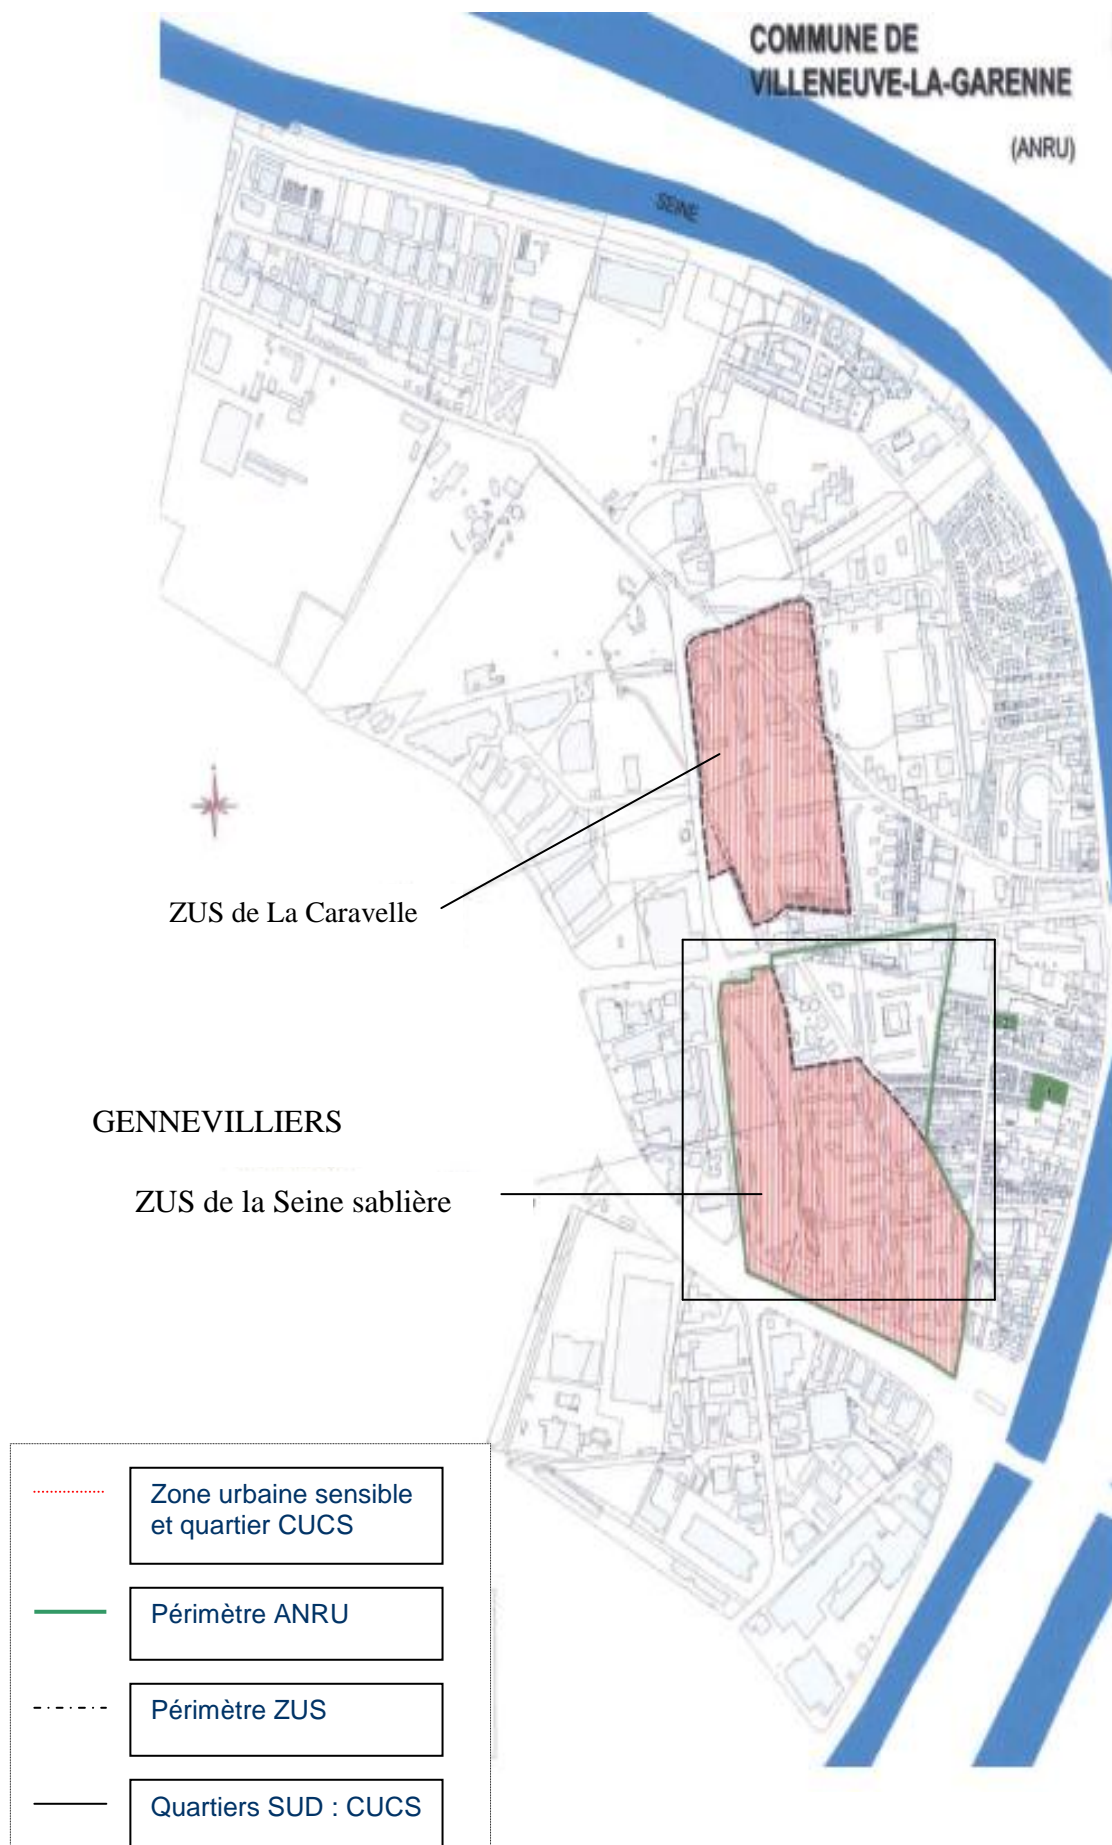 COMMUNE DE
VILLENEUVE-LA-GARENNE
(ANRU)
SEINE
ZUS de La Caravelle
GENNEVILLIERS
ZUS de la Seine sablière
Zone urbaine sensible
et quartier CUCS
Périmètre ANRU
Périmètre ZUS
Quartiers SUD : CUCS